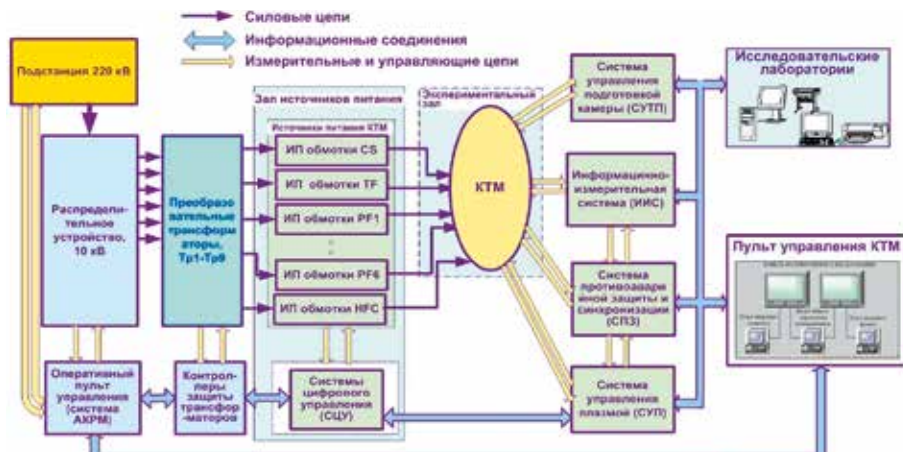 Силовые цепи
Информационные соединения
Измерительные и управляющие цепи
Подстанция 220 кВ
Распредели-
тельное
устройство,
10 кВ
Преобразо
вательные
трансформ
аторы,
Тр1-Тр9
Зал источников питания
Источники питания КТМ
ИП обмотки CS
ИП обмотки TF
ИП обмотки PF1
ИП обмотки PF6
ИП обмотки HFC
Экспериментальный
зал
КТМ
Система
управления
подготовкой
камеры (СУТП)
Информационно-
измерительная
система (ИИС)
Система
противоавар
ийной защиты и
синхронизации
(СПЗ)
Система
управления
плазмой (СУП)
Исследовательские
лаборатории
Пульт управления КТМ
Оперативный пульт
управления
(система
АКРМ)
Контрол
леры
защиты
трансфор
-маторов
Системы
цифрового
управления
(СЦУ)